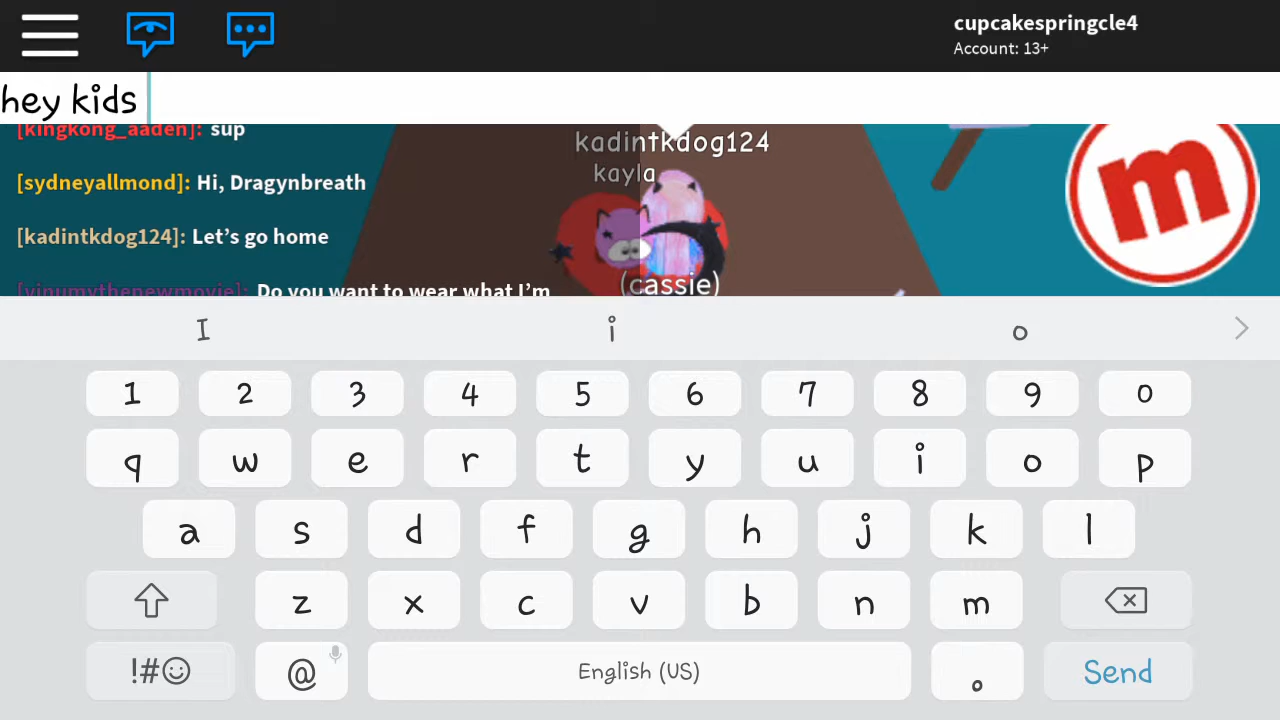 cupcakespringcle4
Account: 13+
hey kids
[kingkong_aaden]: sup
[sydneyallmond]: Hi, Dragynbreath
[kadintkdog124]: Let's go home
[vinumythenewmovie]: Do you want to wear what I'm
kadintkdog124
kayla
(cassie)
m
I i o
1 2 3 4 5 6 7 8 9 0
q w e r t y u i o p
a s d f g h j k l
z x c v b n m
!#☺ @ English (US) . Send